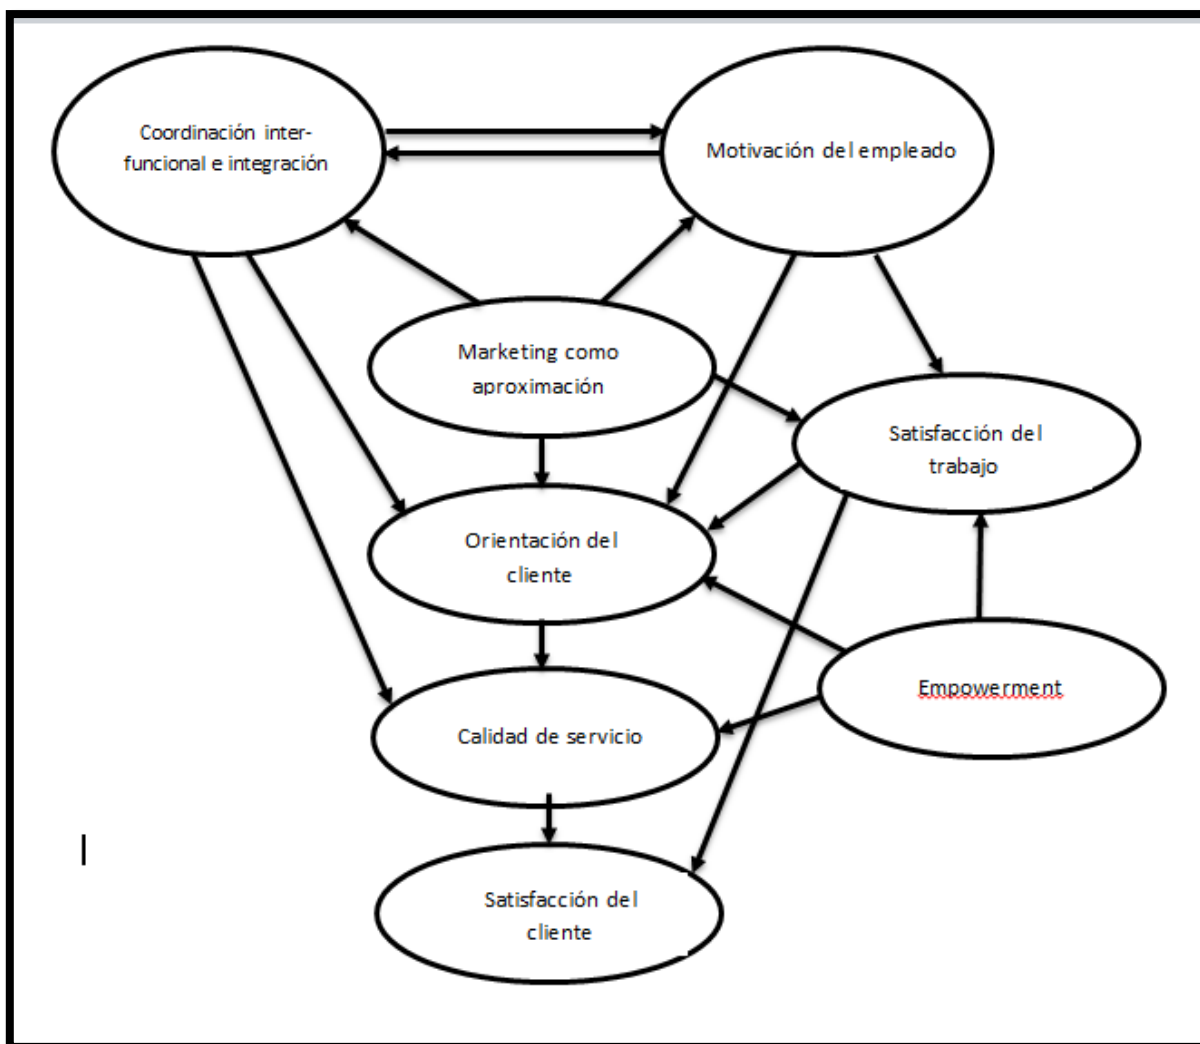 Coordinación inter-
funcional e integración
Motivación del empleado
Marketing como
aproximación
Satisfacción del
trabajo
Orientación del
cliente
Empowerment
Calidad de servicio
Satisfacción del
cliente